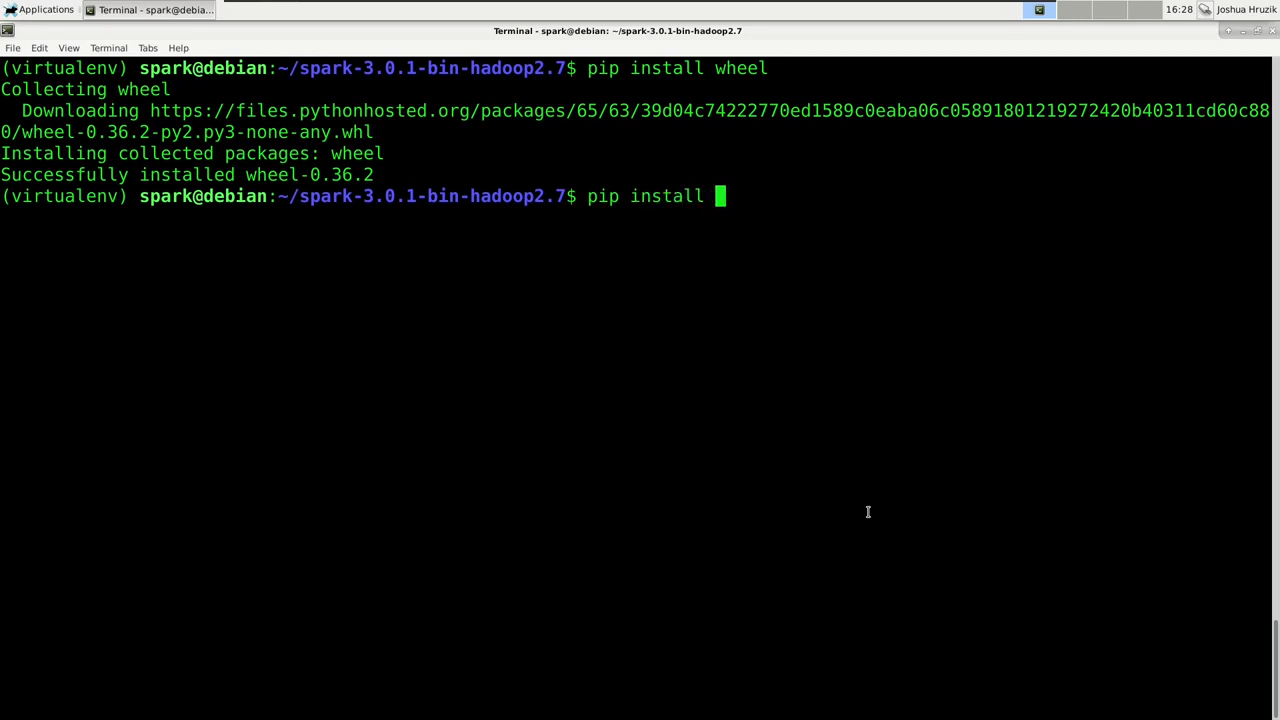 Applications
Terminal - spark@debia...
16:28
Joshua Hruzik
Terminal - spark@debian: ~/spark-3.0.1-bin-hadoop2.7
File Edit View Terminal Tabs Help
(virtualenv) spark@debian:~/spark-3.0.1-bin-hadoop2.7$ pip install wheel
Collecting wheel
  Downloading https://files.pythonhosted.org/packages/65/63/39d04c74222770ed1589c0eaba06c05891801219272420b40311cd60c88
0/wheel-0.36.2-py2.py3-none-any.whl
Installing collected packages: wheel
Successfully installed wheel-0.36.2
(virtualenv) spark@debian:~/spark-3.0.1-bin-hadoop2.7$ pip install